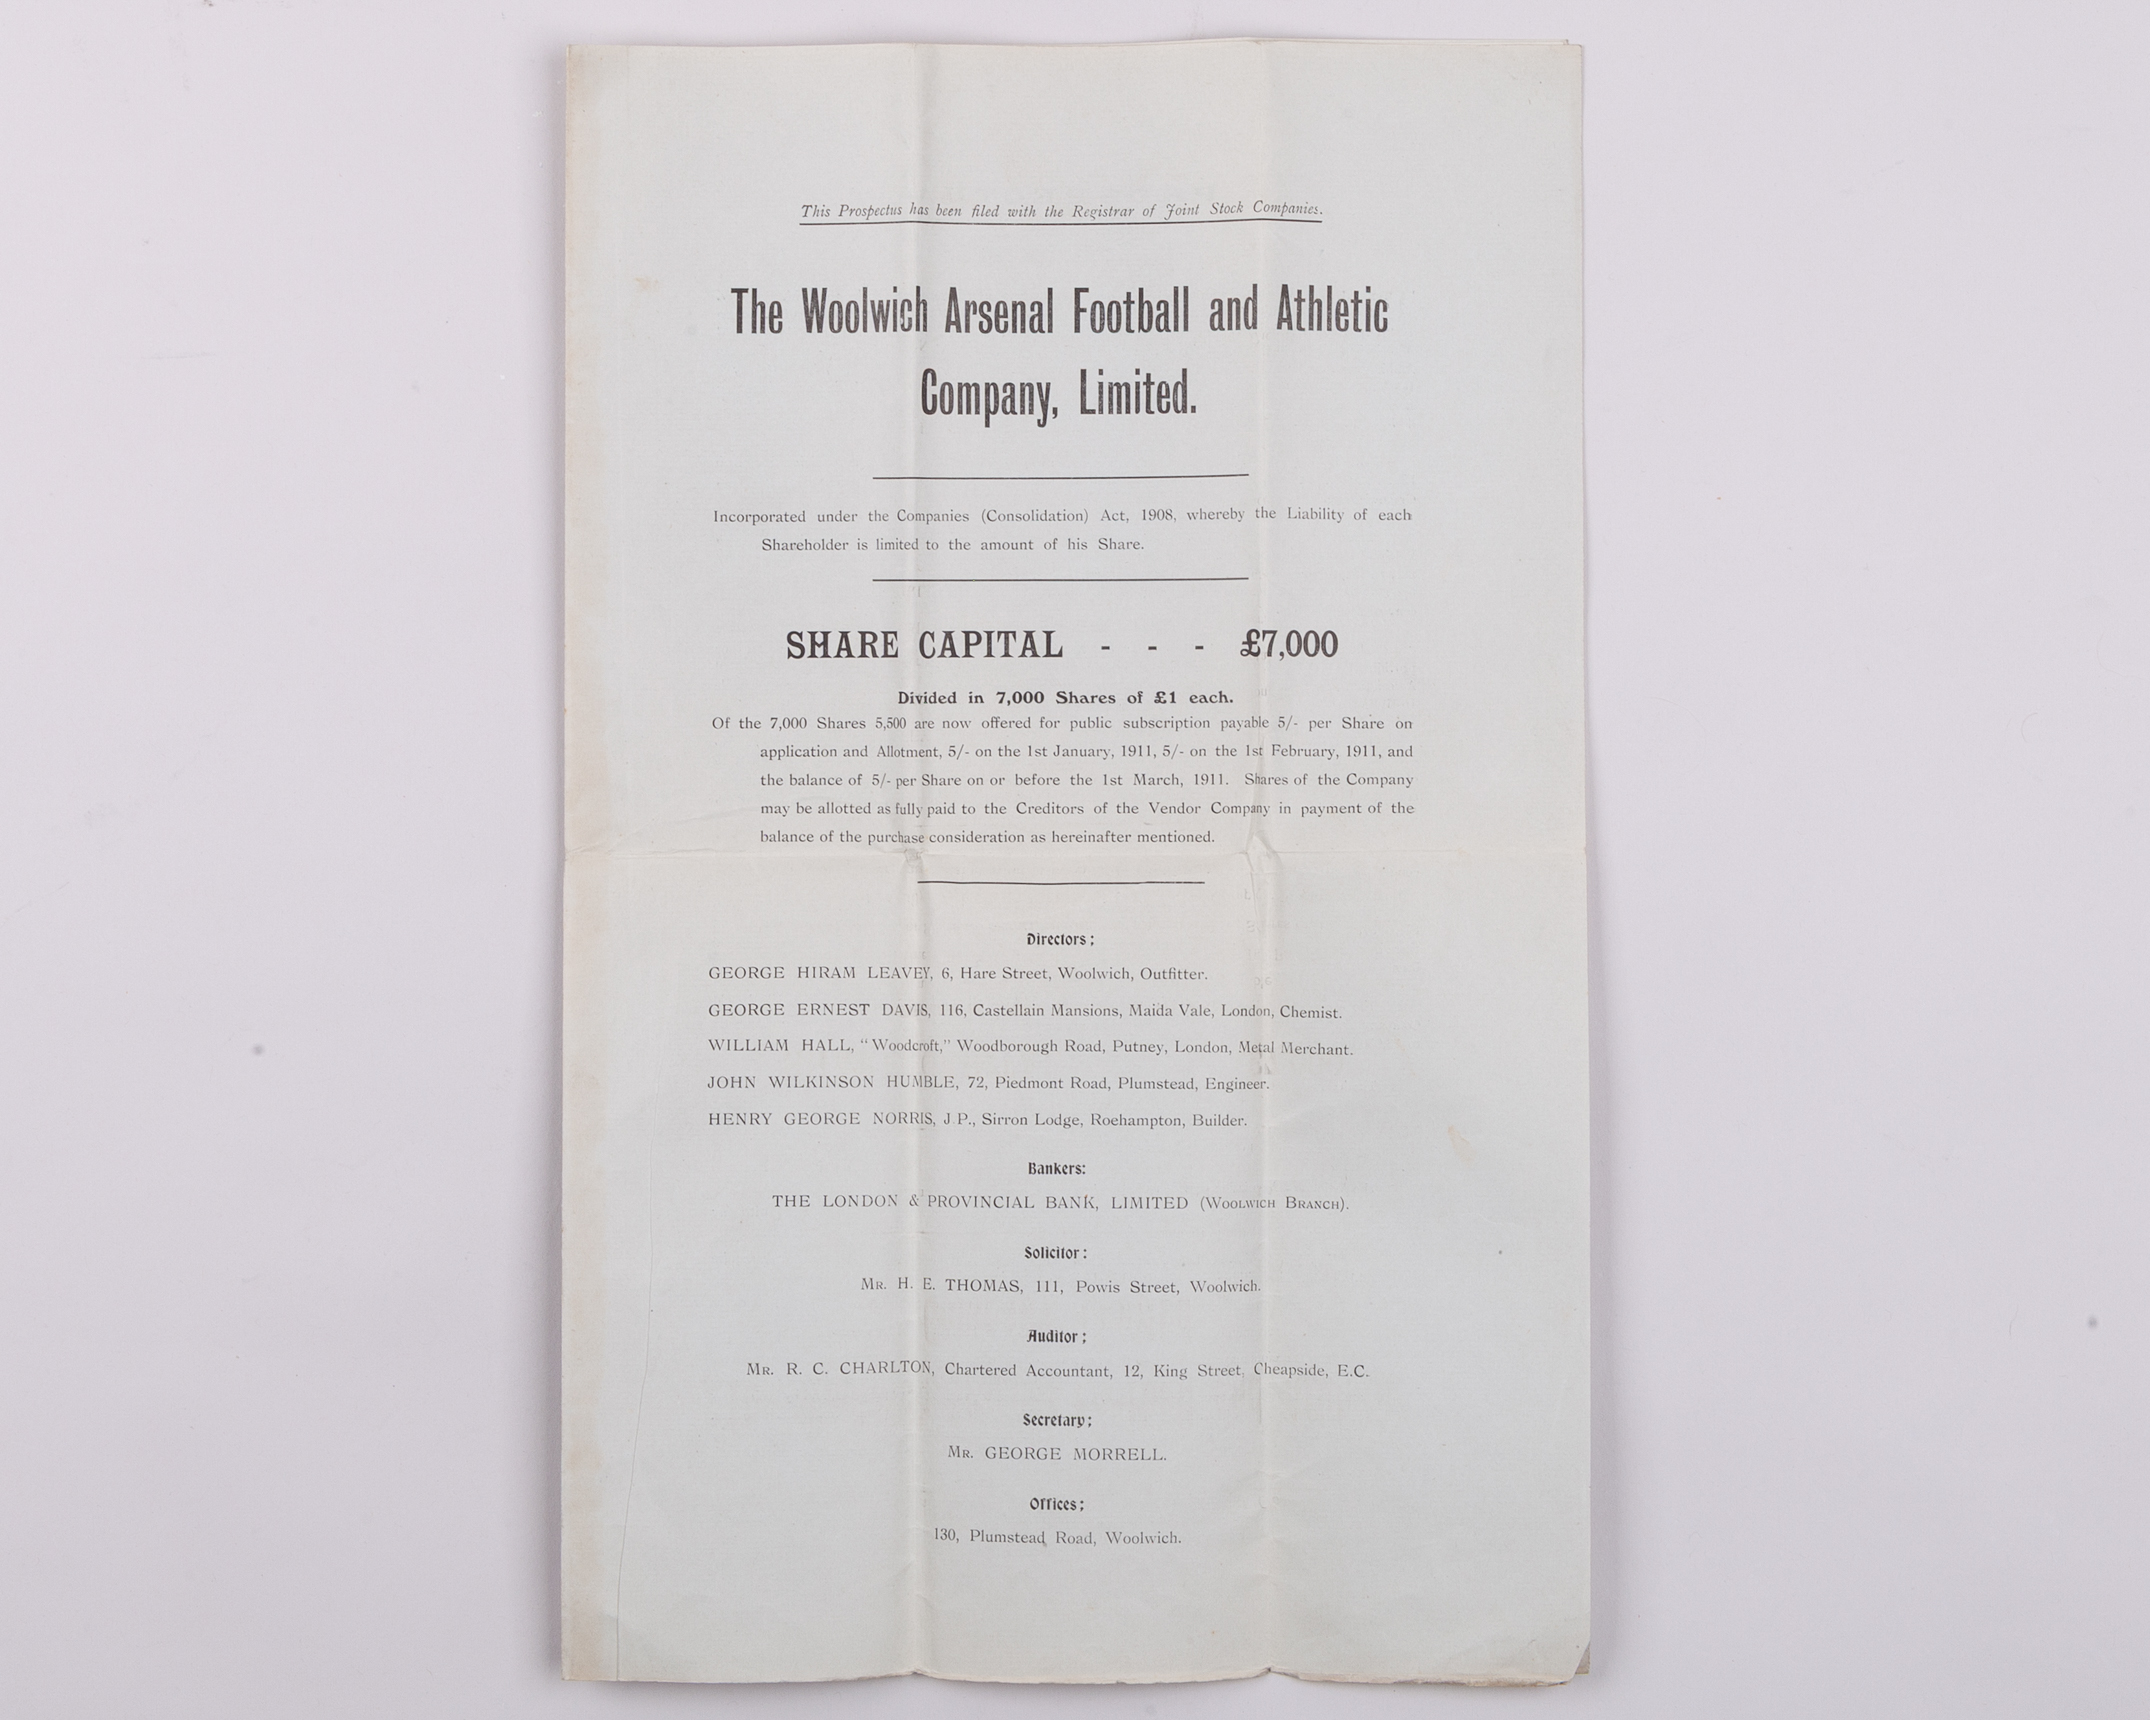 This Prospectus has been filed with the Registrar of Joint Stock Companies.
The Woolwich Arsenal Football and Athletic
Company, Limited.
Incorporated under the Companies (Consolidation) Act, 1908, whereby the Liability of each
Shareholder is limited to the amount of his Share.
SHARE CAPITAL - - - £7,000
Divided in 7,000 Shares of £1 each.
Of the 7,000 Shares 5,500 are now offered for public subscription payable 5/- per Share on
application and Allotment, 5/- on the 1st January, 1911, 5/- on the 1st February, 1911, and
the balance of 5/- per Share on or before the 1st March, 1911. Shares of the Company
may be allotted as fully paid to the Creditors of the Vendor Company in payment of the
balance of the purchase consideration as hereinafter mentioned.
Directors:
GEORGE HIRAM LEAVEY, 6, Hare Street, Woolwich, Outfitter.
GEORGE ERNEST DAVIS, 116, Castellain Mansions, Maida Vale, London, Chemist.
WILLIAM HALL, "Woodcroft," Woodborough Road, Putney, London, Metal Merchant.
JOHN WILKINSON HUMBLE, 72, Piedmont Road, Plumstead, Engineer.
HENRY GEORGE NORRIS, J.P., Sirron Lodge, Roehampton, Builder.
Bankers:
THE LONDON & PROVINCIAL BANK, LIMITED (WOOLWICH BRANCH).
Solicitor:
MR. H. E. THOMAS, 111, Powis Street, Woolwich.
Auditor:
MR. R. C. CHARLTON, Chartered Accountant, 12, King Street, Cheapside, E.C.
Secretary:
MR. GEORGE MORRELL.
Offices:
130, Plumstead Road, Woolwich.